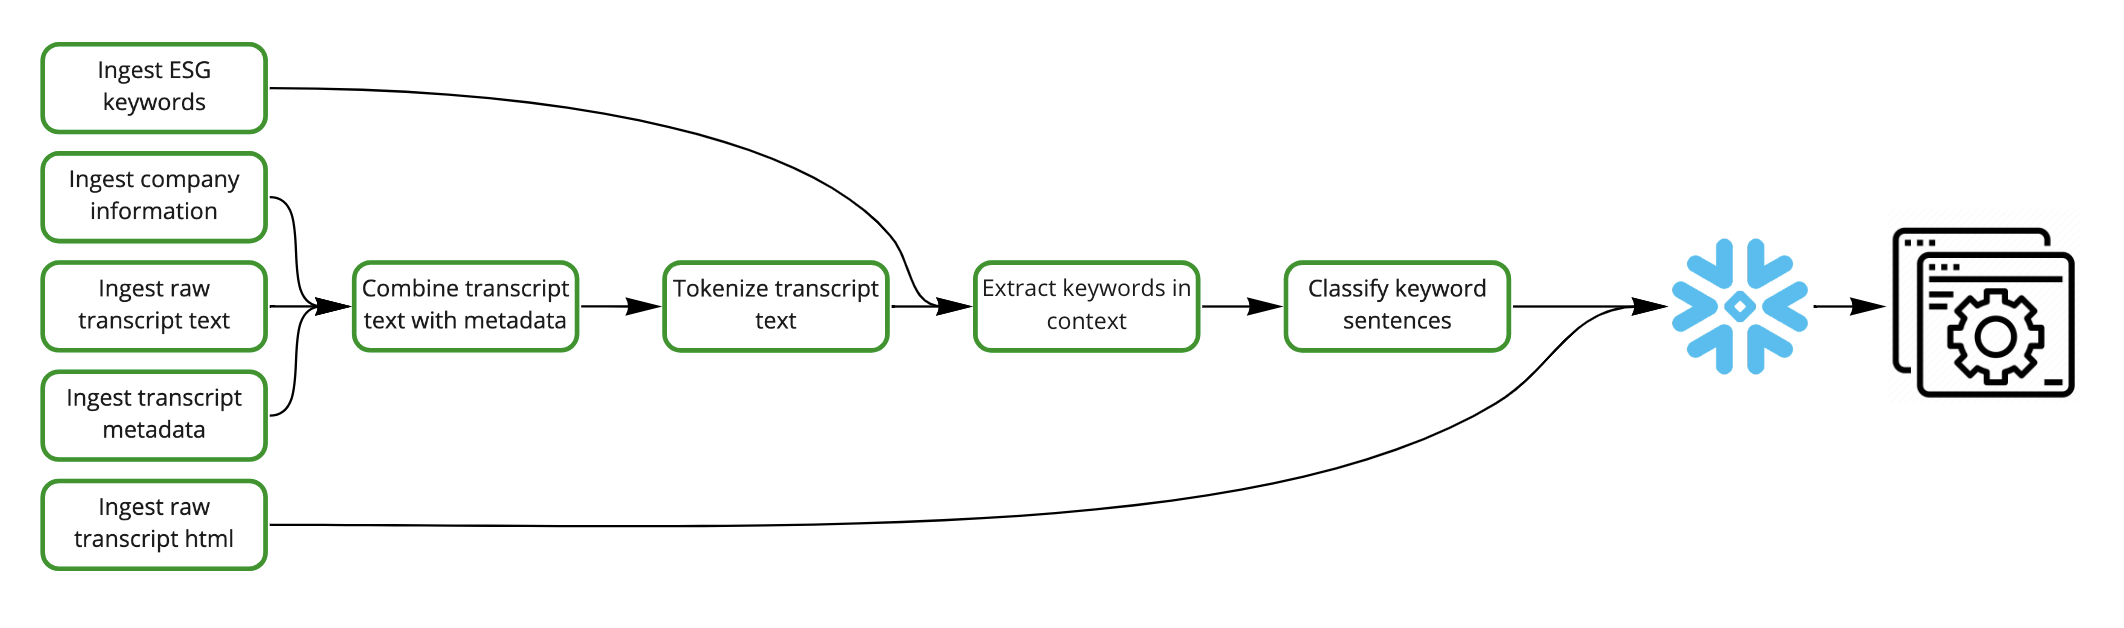 Ingest ESG
keywords
Ingest company
information
Ingest raw
transcript text
Ingest transcript
metadata
Ingest raw
transcript html
Combine transcript
text with metadata
Tokenize transcript
text
Extract keywords in
context
Classify keyword
sentences